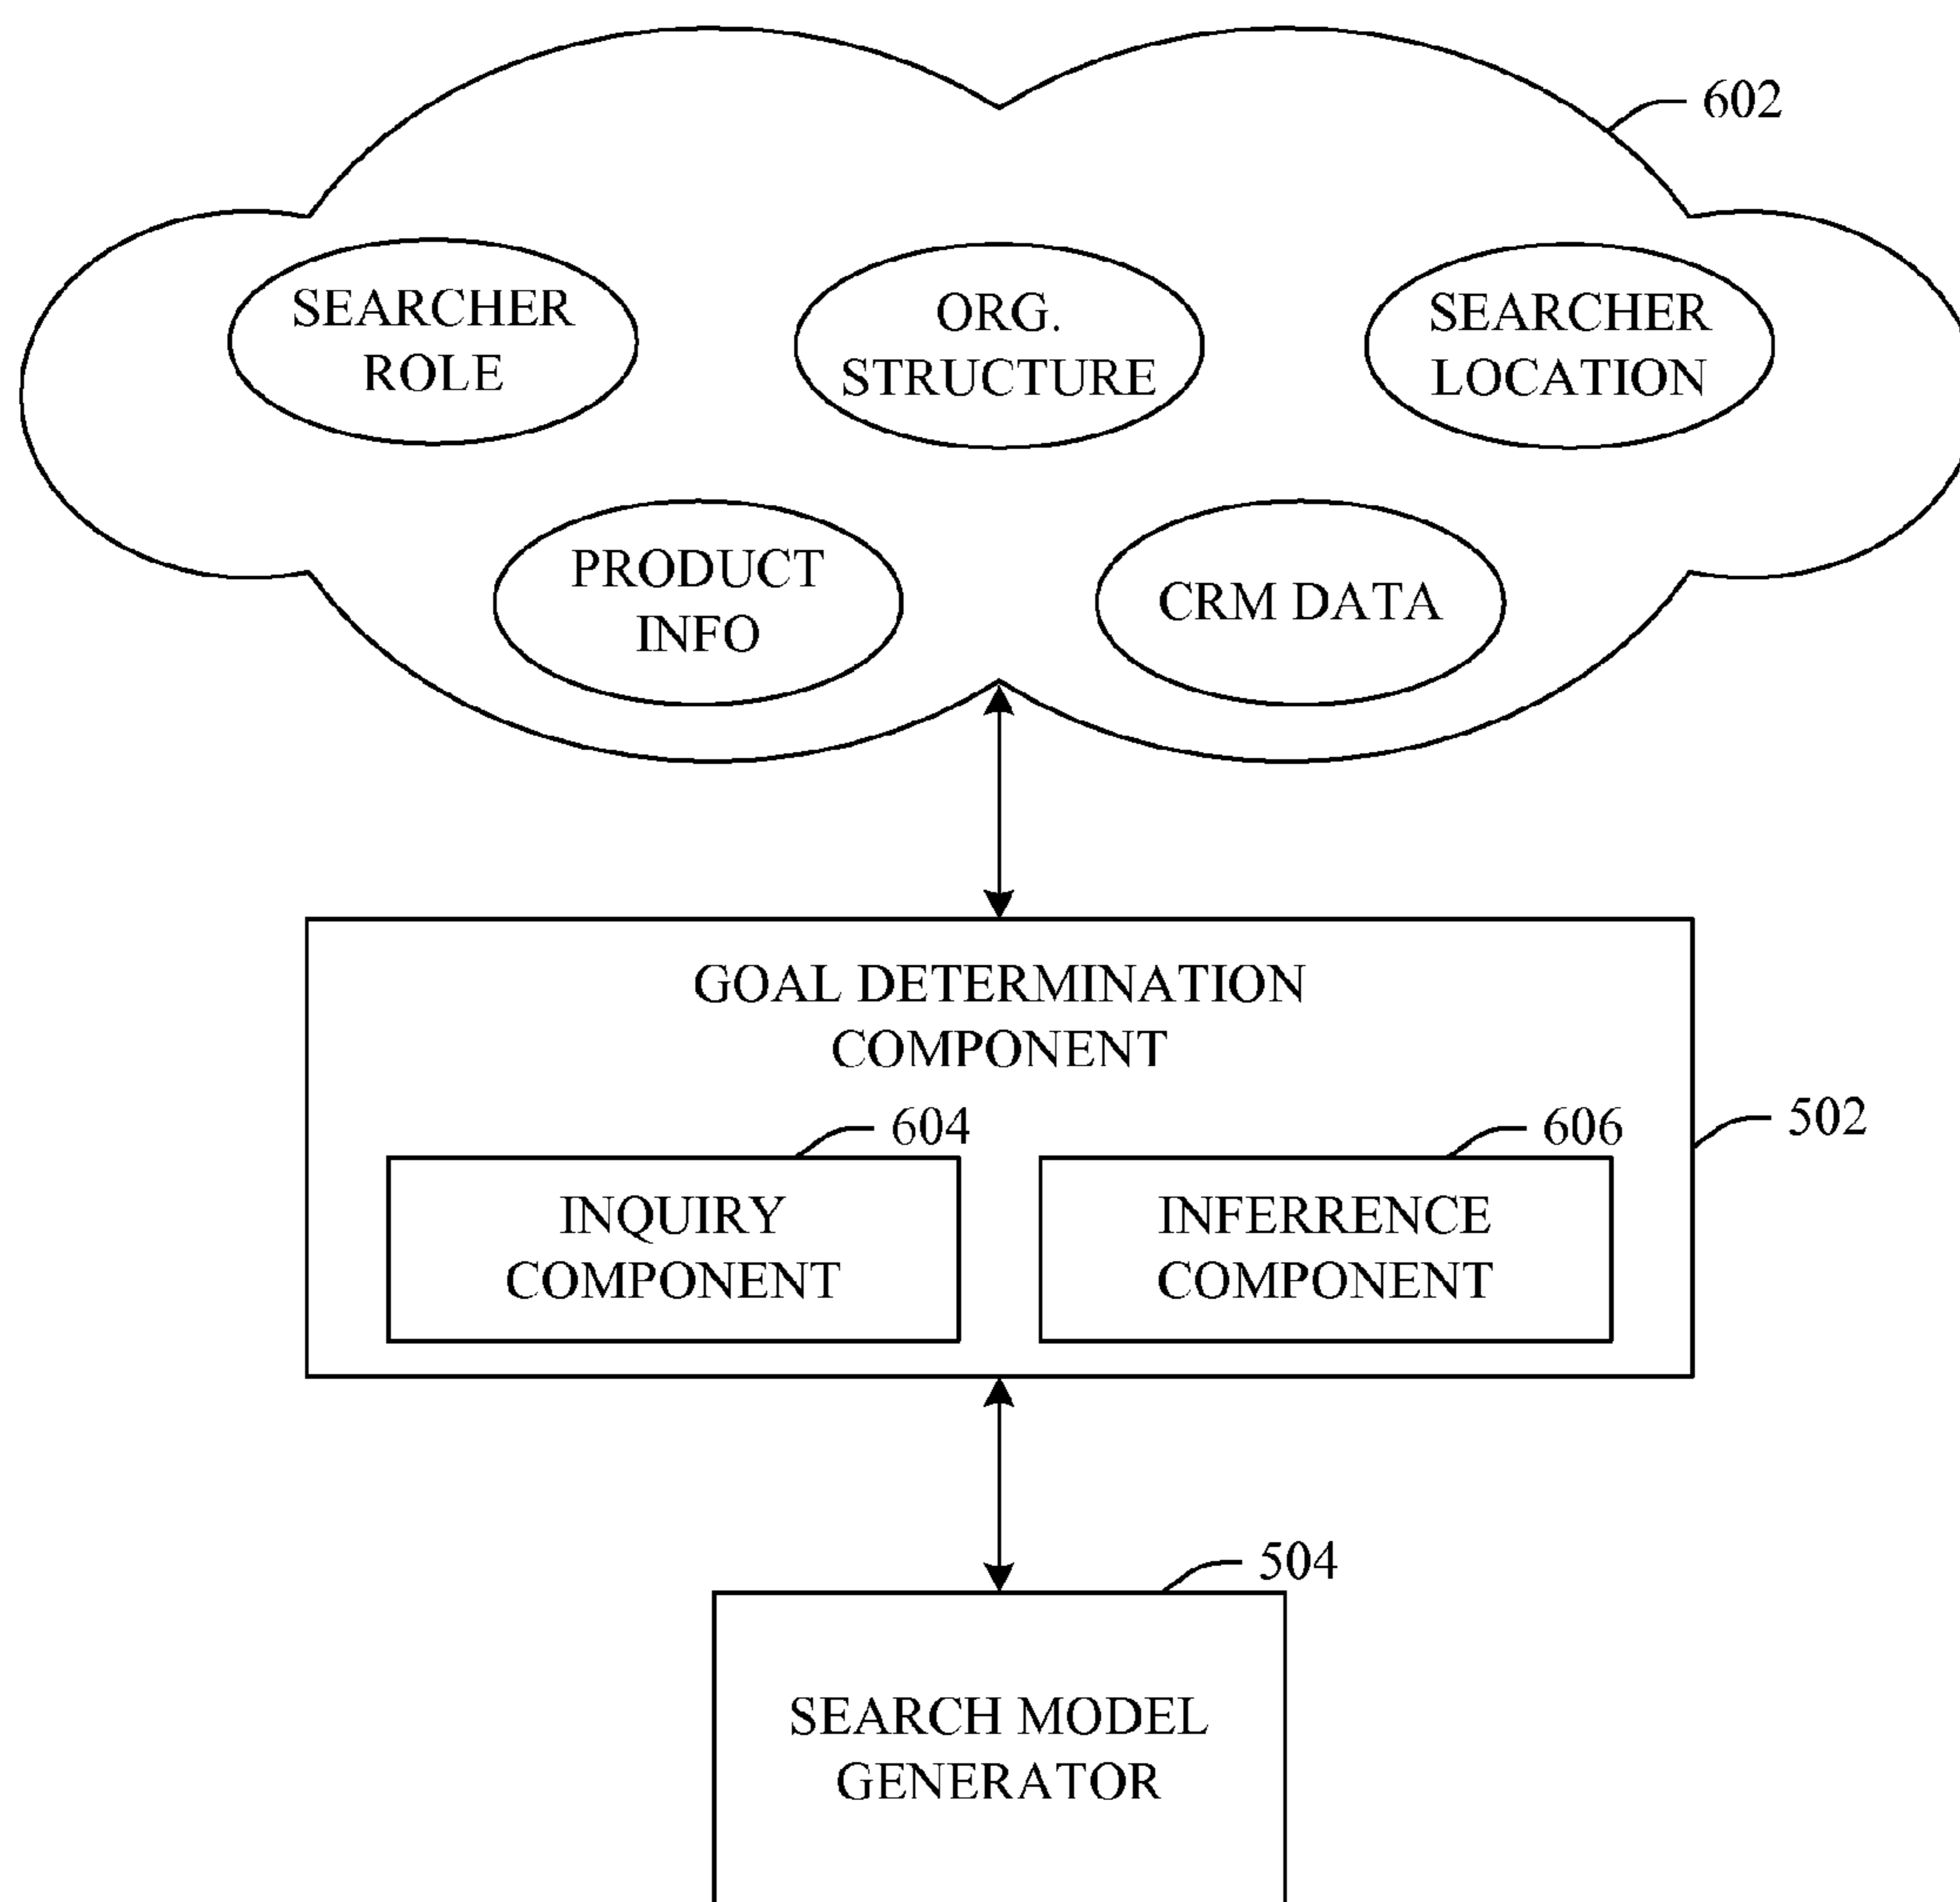 602
SEARCHER
ROLE
ORG.
STRUCTURE
SEARCHER
LOCATION
PRODUCT
INFO
CRM DATA
GOAL DETERMINATION
COMPONENT
502
604
INQUIRY
COMPONENT
606
INFERRENCE
COMPONENT
504
SEARCH MODEL
GENERATOR